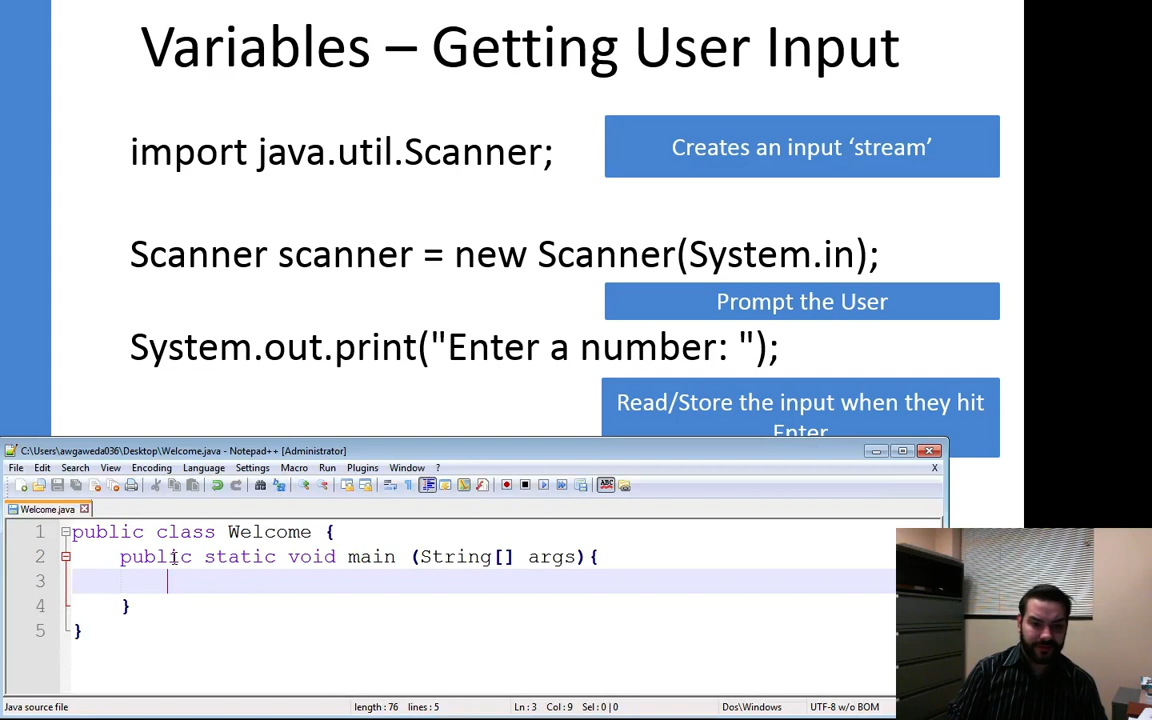 Variables – Getting User Input
import java.util.Scanner;
Creates an input ‘stream’
Scanner scanner = new Scanner(System.in);
Prompt the User
System.out.print("Enter a number: ");
Read/Store the input when they hit
Enter
C:\Users\awgaweda036\Desktop\Welcome.java - Notepad++ [Administrator]
File Edit Search View Encoding Language Settings Macro Run Plugins Window ?
X
Welcome.java
1 public class Welcome {
2 public static void main (String[] args){
3
4 }
5 }
Java source file length : 76 lines : 5 Ln : 3 Col : 9 Sel : 0 | 0 Dos\Windows UTF-8 w/o BOM